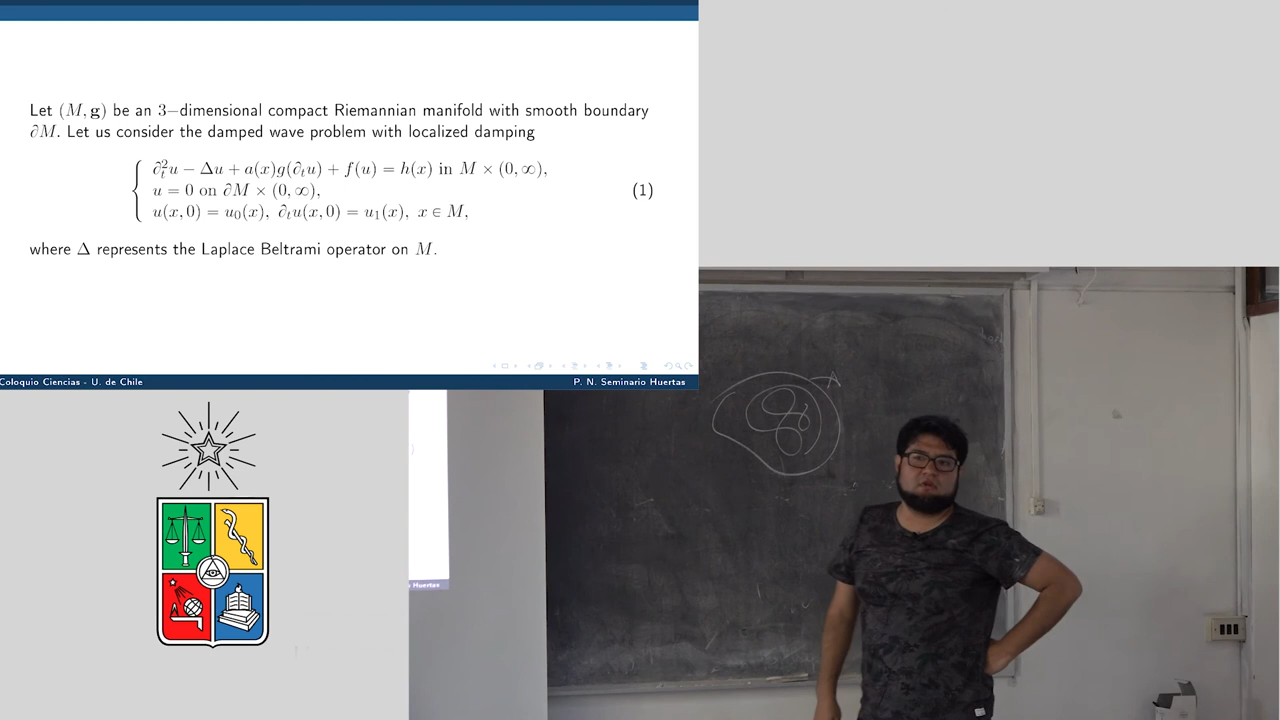 Let (M, g) be an 3−dimensional compact Riemannian manifold with smooth boundary
∂M. Let us consider the damped wave problem with localized damping
∂_t^2 u − Δu + a(x)g(∂_t u) + f(u) = h(x) in M × (0, ∞),
u = 0 on ∂M × (0, ∞),
u(x, 0) = u_0(x), ∂_t u(x, 0) = u_1(x), x ∈ M,
(1)
where Δ represents the Laplace Beltrami operator on M.
Coloquio Ciencias - U. de Chile
P. N. Seminario Huertas
A
Huertas